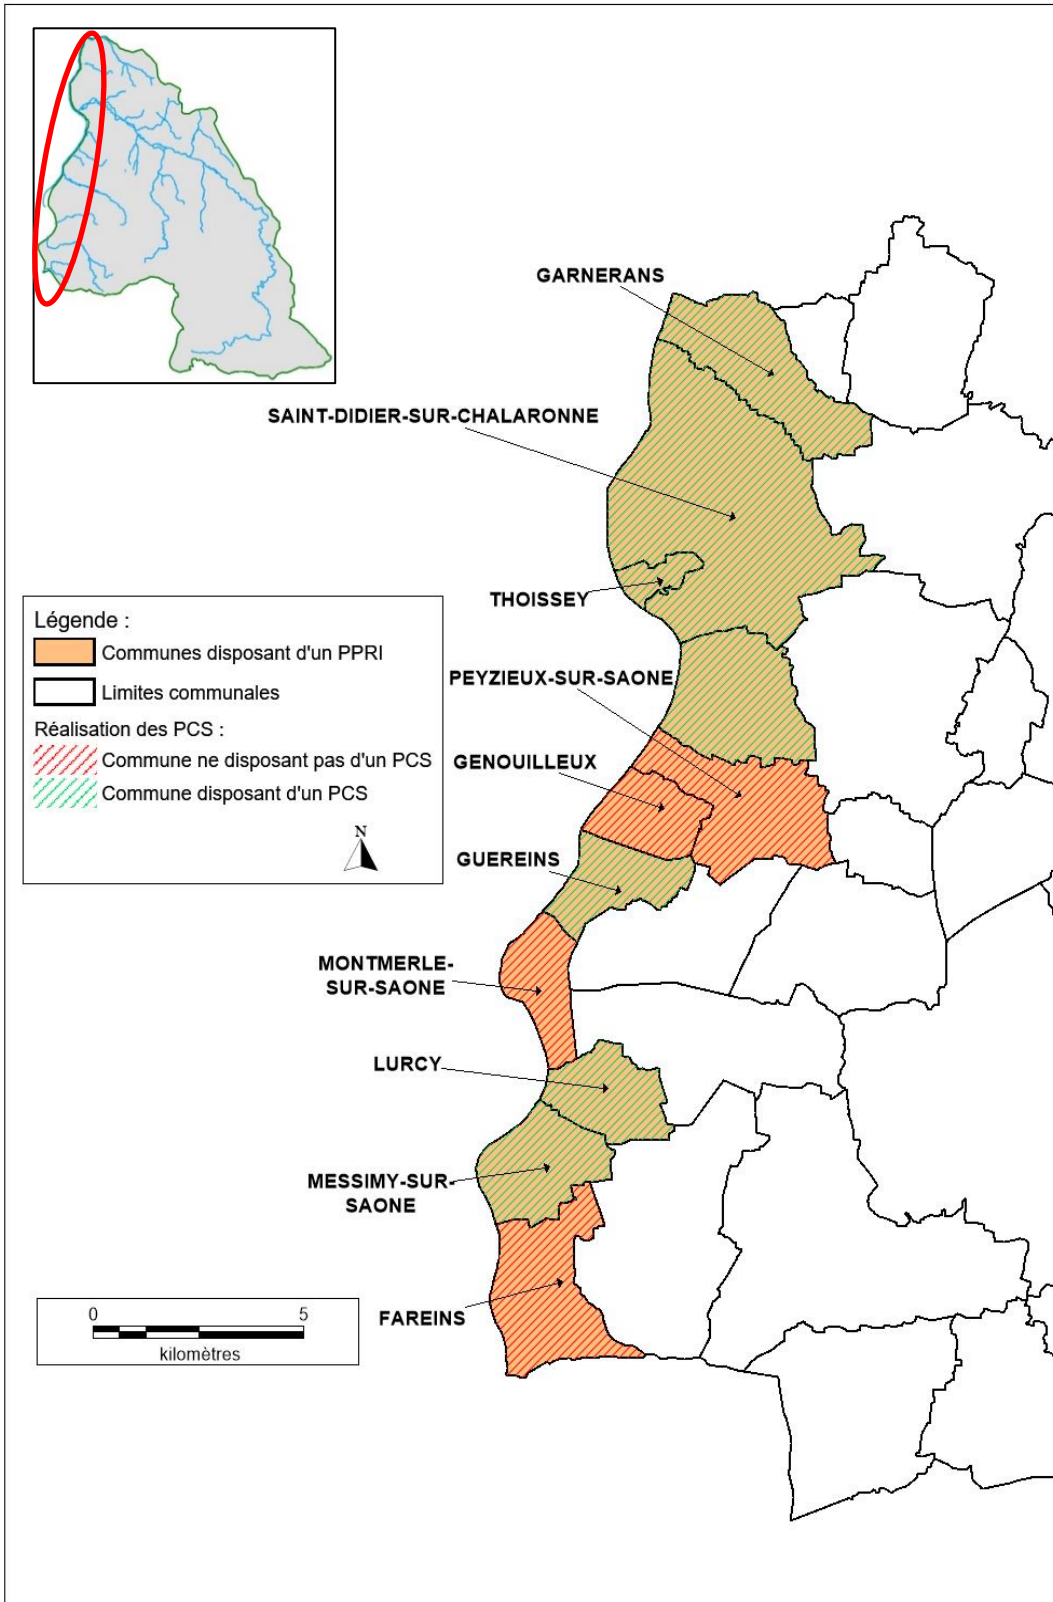 GARNERANS
SAINT-DIDIER-SUR-CHALARONNE
THOISSEY
PEYZIEUX-SUR-SAONE
GENOUILLEUX
GUEREINS
MONTMERLE-
SUR-SAONE
LURCY
MESSIMY-SUR-
SAONE
FAREINS
Légende :
Communes disposant d'un PPRI
Limites communales
Réalisation des PCS :
Commune ne disposant pas d'un PCS
Commune disposant d'un PCS
N
0 5
kilomètres